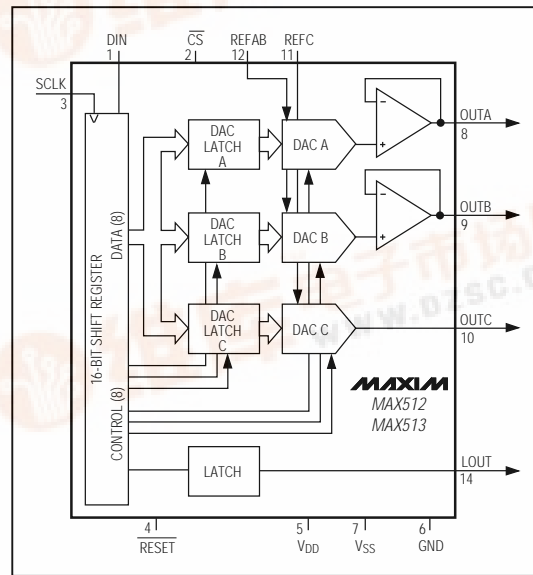 DIN
1
CS
2
REFAB
12
REFC
11
SCLK
3
16-BIT SHIFT REGISTER
DATA (8)
CONTROL (8)
DAC
LATCH
A
DAC A
-
+
OUTA
8
DAC
LATCH
B
DAC B
-
+
OUTB
9
DAC
LATCH
C
DAC C
OUTC
10
MAXIM
MAX512
MAX513
LATCH
LOUT
14
4
RESET
5
VDD
7
VSS
6
GND
WWW.DZSC.C